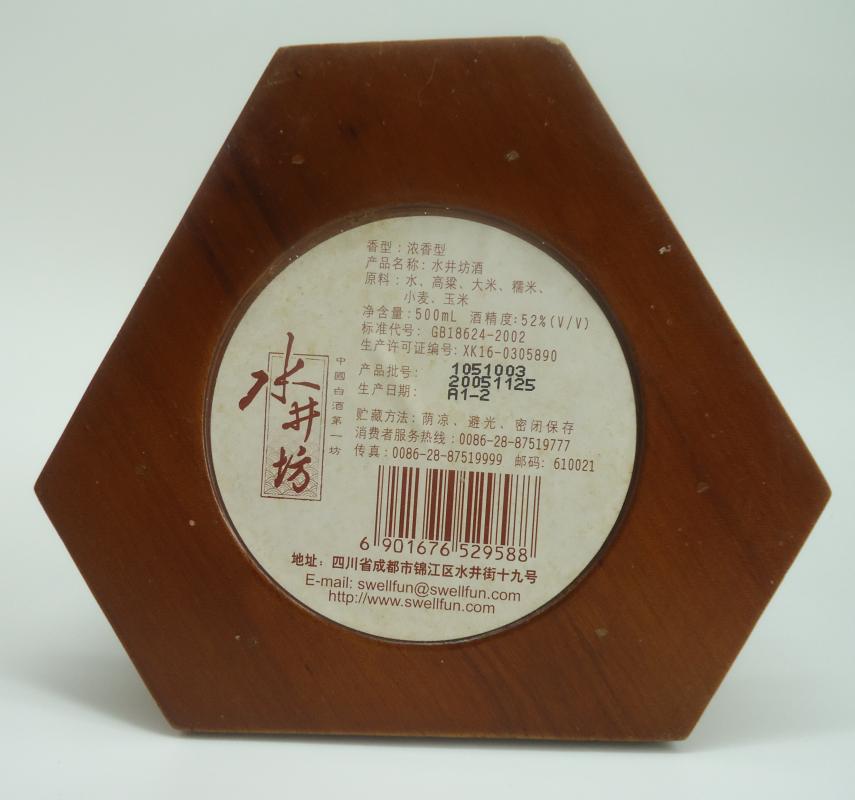 香型：浓香型
产品名称：水井坊酒
原料：水、高粱、大米、糯米、
小麦、玉米
净含量：500mL 酒精度：52%(V/V)
标准代号：GB18624-2002
生产许可证编号：XK16-0305890
产品批号：1051003
生产日期：20051125
A1-2
贮藏方法：荫凉、避光、密闭保存
消费者服务热线：0086-28-87519777
传真：0086-28-87519999 邮码：610021
水井坊
中國白酒第一坊
6 901676 529588
地址：四川省成都市锦江区水井街十九号
E-mail: swellfun@swellfun.com
http://www.swellfun.com